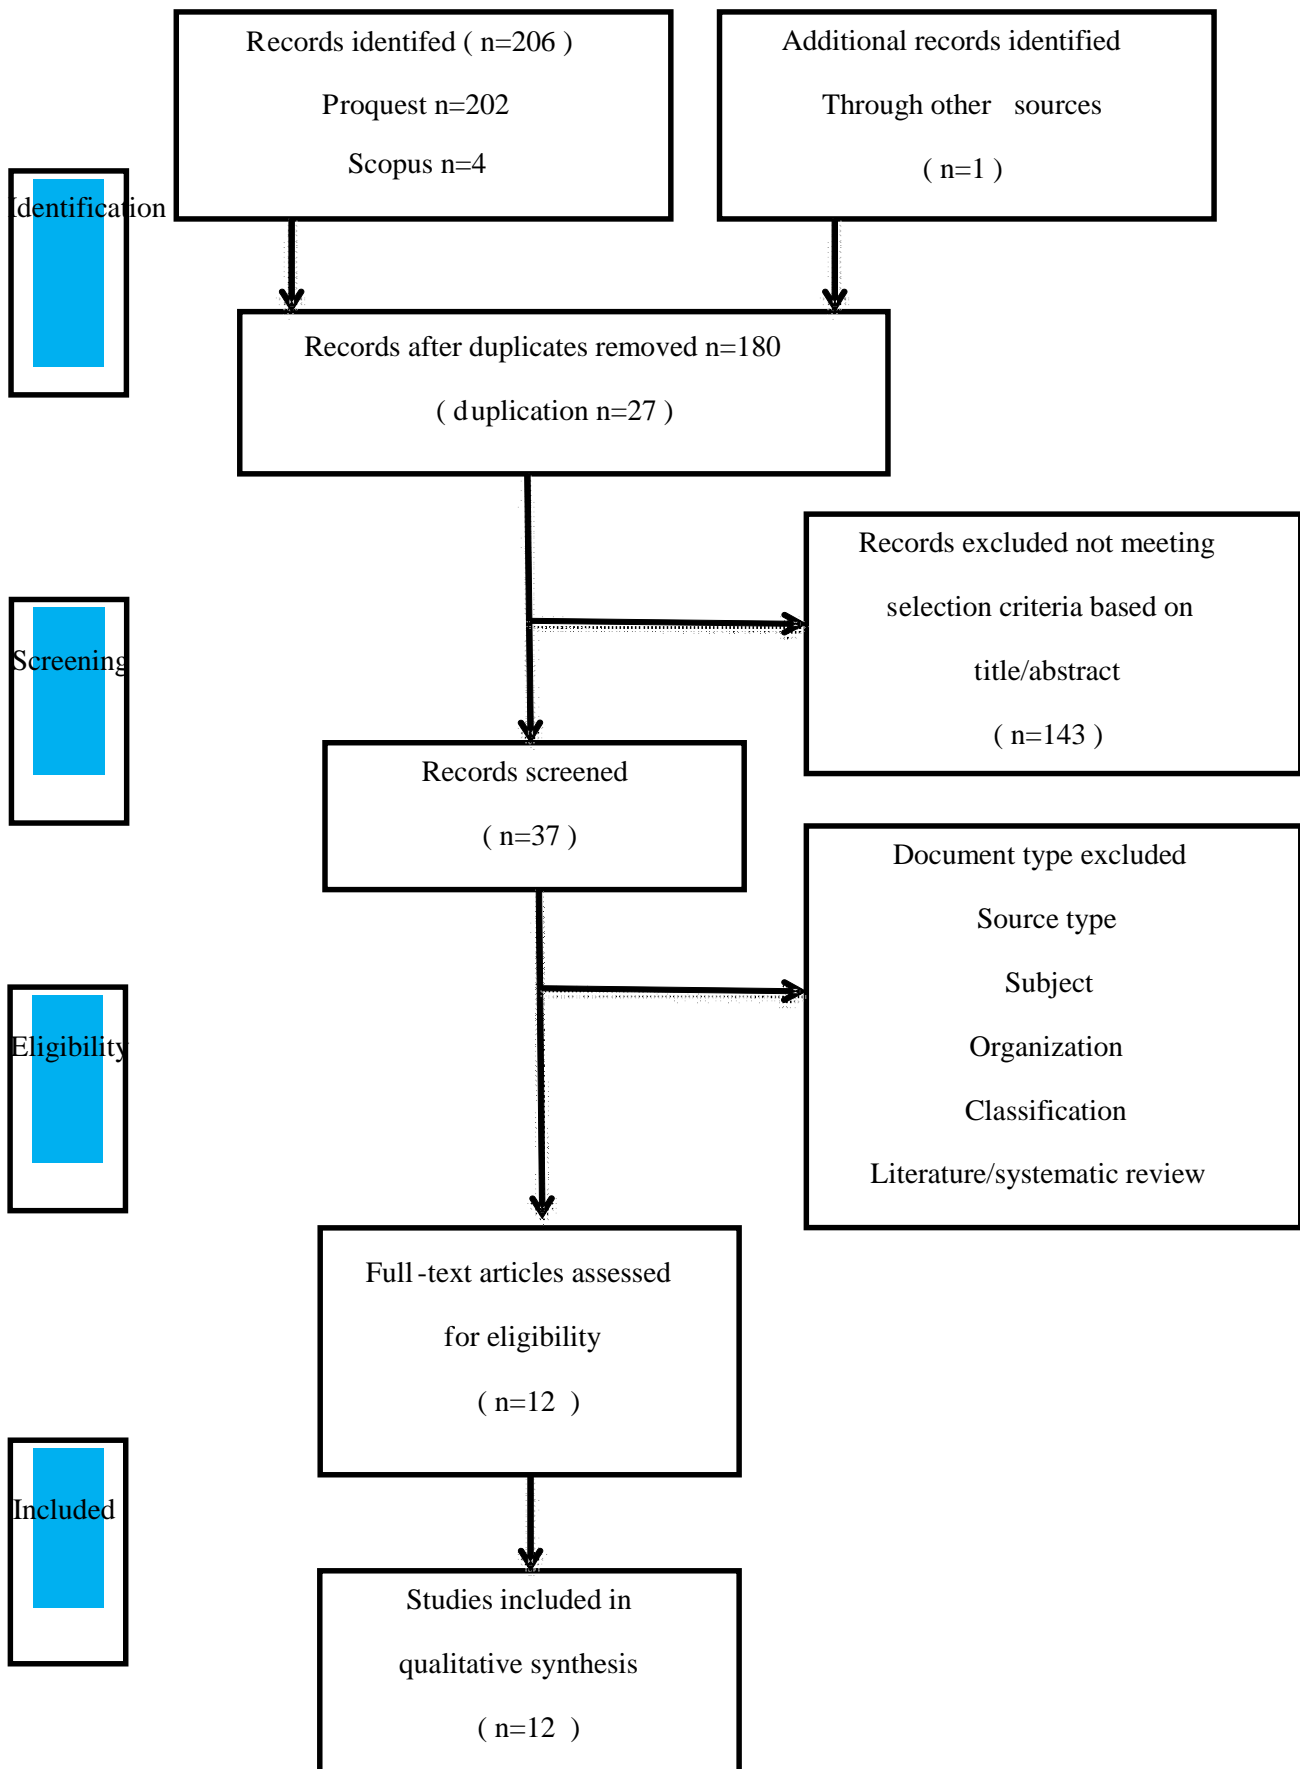 Records identifed ( n=206 )
Proquest n=202
Scopus n=4
Additional records identified
Through other sources
( n=1 )
Identification
Records after duplicates removed n=180
( duplication n=27 )
Records excluded not meeting
selection criteria based on
title/abstract
( n=143 )
Screening
Records screened
( n=37 )
Document type excluded
Source type
Subject
Organization
Classification
Literature/systematic review
Eligibility
Full-text articles assessed
for eligibility
( n=12 )
Included
Studies included in
qualitative synthesis
( n=12 )